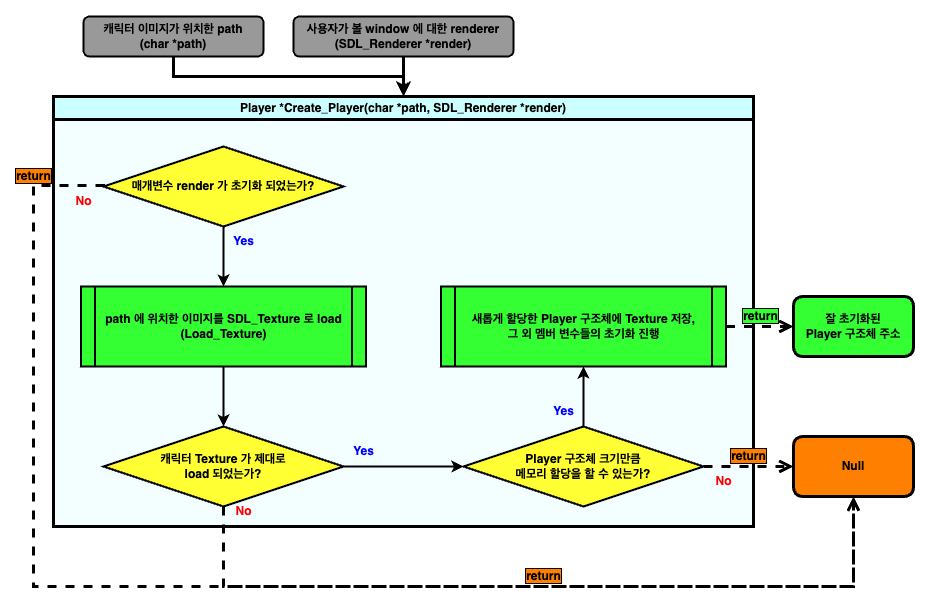 캐릭터 이미지가 위치한 path
(char *path)
사용자가 볼 window 에 대한 renderer
(SDL_Renderer *render)
Player *Create_Player(char *path, SDL_Renderer *render)
매개변수 render 가 초기화 되었는가?
return
No
Yes
path 에 위치한 이미지를 SDL_Texture 로 load
(Load_Texture)
새롭게 할당한 Player 구조체에 Texture 저장,
그 외 멤버 변수들의 초기화 진행
return
잘 초기화된
Player 구조체 주소
캐릭터 Texture 가 제대로
load 되었는가?
Yes
No
Yes
Player 구조체 크기만큼
메모리 할당을 할 수 있는가?
return
No
Null
return